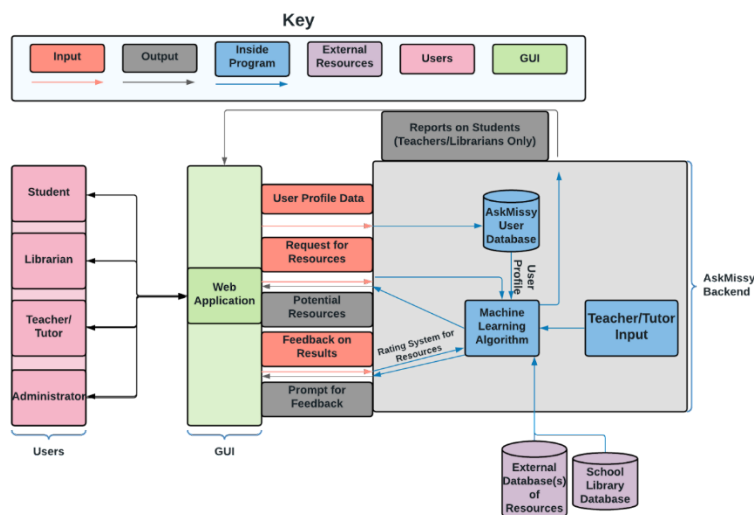 Key
Input
Output
Inside
Program
External
Resources
Users
GUI
Reports on Students
(Teachers/Librarians Only)
Student
Librarian
Teacher/
Tutor
Administrator
Users
Web
Application
GUI
User Profile Data
Request for
Resources
Potential
Resources
Feedback on
Results
Prompt for
Feedback
AskMissy
User
Database
User
Profile
Machine
Learning
Algorithm
Rating System for
Resources
Teacher/Tutor
Input
AskMissy
Backend
External
Database(s)
of
Resources
School
Library
Database